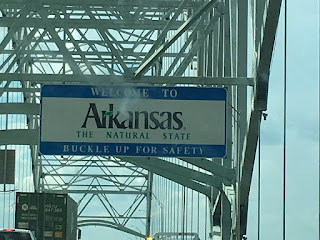 WELCOME TO
Arkansas
THE NATURAL STATE
BUCKLE UP FOR SAFETY